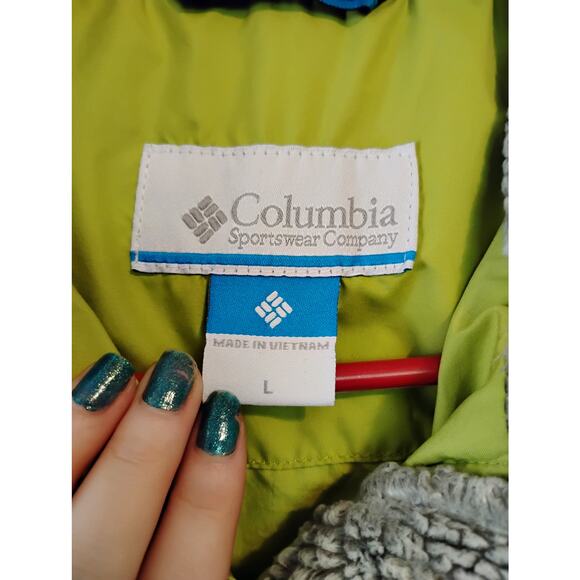 Columbia
Sportswear Company
MADE IN VIETNAM
L